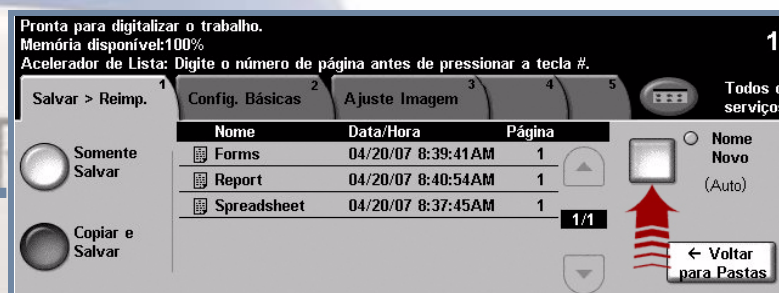 Pronta para digitalizar o trabalho.
Memória disponível:100%
1
Acelerador de Lista: Digite o número de página antes de pressionar a tecla #.
Salvar > Reimp. 1
Config. Básicas 2
Ajuste Imagem 3
4
5
Todos
serviço
Nome Data/Hora Página
Forms 04/20/07 8:39:41AM 1
Report 04/20/07 8:40:54AM 1
Spreadsheet 04/20/07 8:37:45AM 1
1/1
Somente
Salvar
Copiar e
Salvar
Nome
Novo
(Auto)
← Voltar
para Pastas